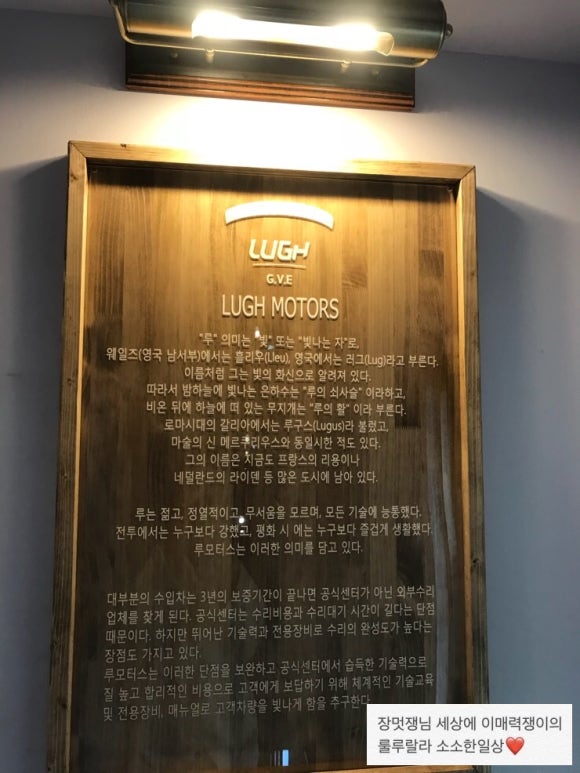 LUGH
G.V.E
LUGH MOTORS
"루" 의미는 "빛" 또는 "빛나는 자"로,
웨일즈(영국 남서부)에서는 흘리우(Lleu), 영국에서는 러그(Lug)라고 부른다.
이름처럼 그는 빛의 화신으로 알려져 있다.
따라서 밤하늘에 빛나는 은하수는 "루의 쇠사슬" 이라하고,
비온 뒤에 하늘에 떠 있는 무지개는 "루의 활" 이라 부른다.
로마시대의 갈리아에서는 루구스(Lugus)라 불렀고,
마술의 신 메르쿠리우스와 동일시한 적도 있다.
그의 이름은 지금도 프랑스의 리용이나
네덜란드의 라이덴 등 많은 도시에 남아 있다.
루는 젊고, 정열적이고, 무서움을 모르며, 모든 기술에 능통했다.
전투에서는 누구보다 강했고, 평화 시 에는 누구보다 즐겁게 생활했다.
루모터스는 이러한 의미를 담고 있다.
대부분의 수입차는 3년의 보증기간이 끝나면 공식센터가 아닌 외부수리
업체를 찾게 된다. 공식센터는 수리비용과 수리대기 시간이 길다는 단점
때문이다. 하지만 뛰어난 기술력과 전용장비로 수리의 완성도가 높다는
장점도 가지고 있다.
루모터스는 이러한 단점을 보완하고 공식센터에서 습득한 기술력으로
질 높고 합리적인 비용으로 고객에게 보답하기 위해 체계적인 기술교육
및 전용장비, 매뉴얼로 고객차량을 빛나게 함을 추구한다.
장멋쟁님 세상에 이매력쟁이의
룰루랄라 소소한일상❤️